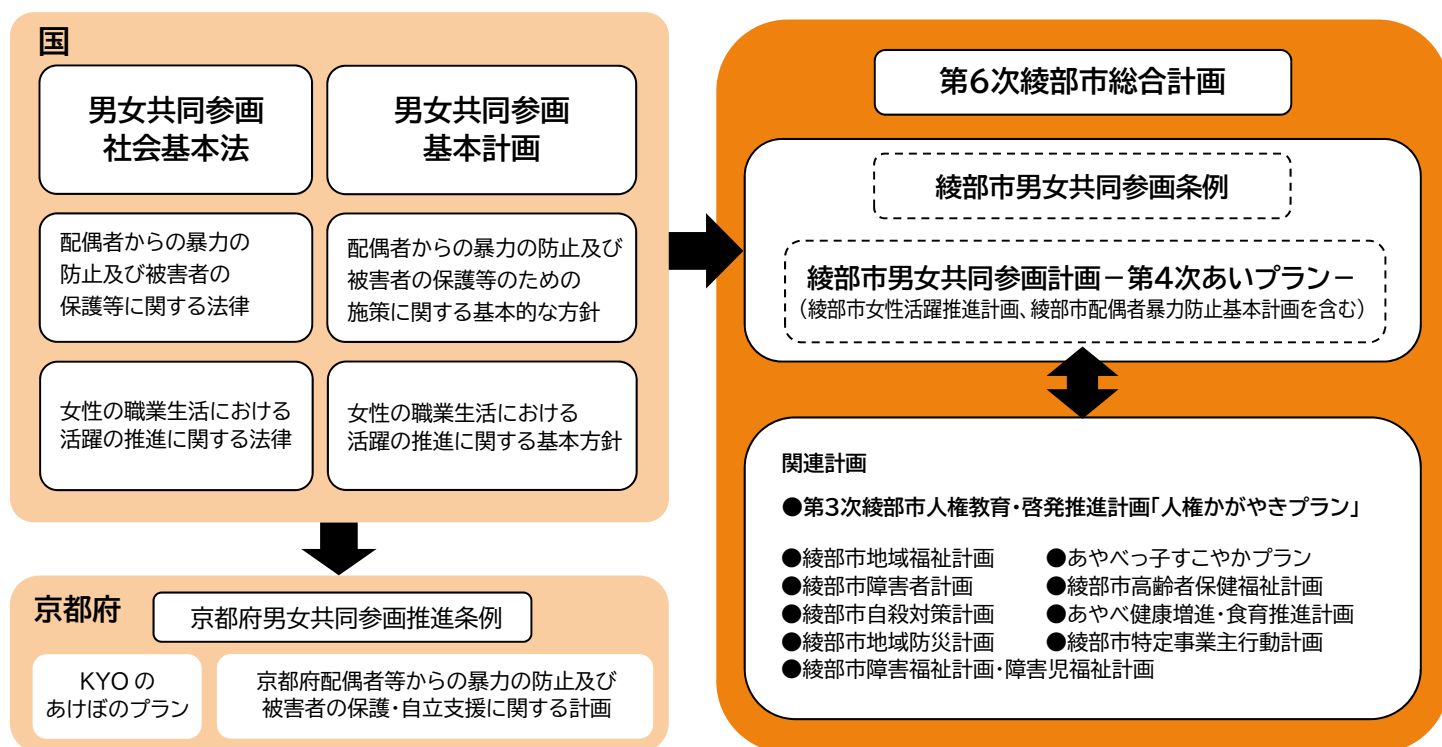 国
男女共同参画
社会基本法
男女共同参画
基本計画
配偶者からの暴力の
防止及び被害者の
保護等に関する法律
配偶者からの暴力の防止及び
被害者の保護等のための
施策に関する基本的な方針
女性の職業生活における
活躍の推進に関する法律
女性の職業生活における
活躍の推進に関する基本方針
京都府
京都府男女共同参画推進条例
KYOの
あけぼのプラン
京都府配偶者等からの暴力の防止及び
被害者の保護・自立支援に関する計画
第6次綾部市総合計画
綾部市男女共同参画条例
綾部市男女共同参画計画－第4次あいプラン－
（綾部市女性活躍推進計画、綾部市配偶者暴力防止基本計画を含む）
関連計画
●第3次綾部市人権教育・啓発推進計画「人権かがやきプラン」
●綾部市地域福祉計画 ●あやべっ子すこやかプラン
●綾部市障害者計画 ●綾部市高齢者保健福祉計画
●綾部市自殺対策計画 ●あやべ健康増進・食育推進計画
●綾部市地域防災計画 ●綾部市特定事業主行動計画
●綾部市障害福祉計画・障害児福祉計画